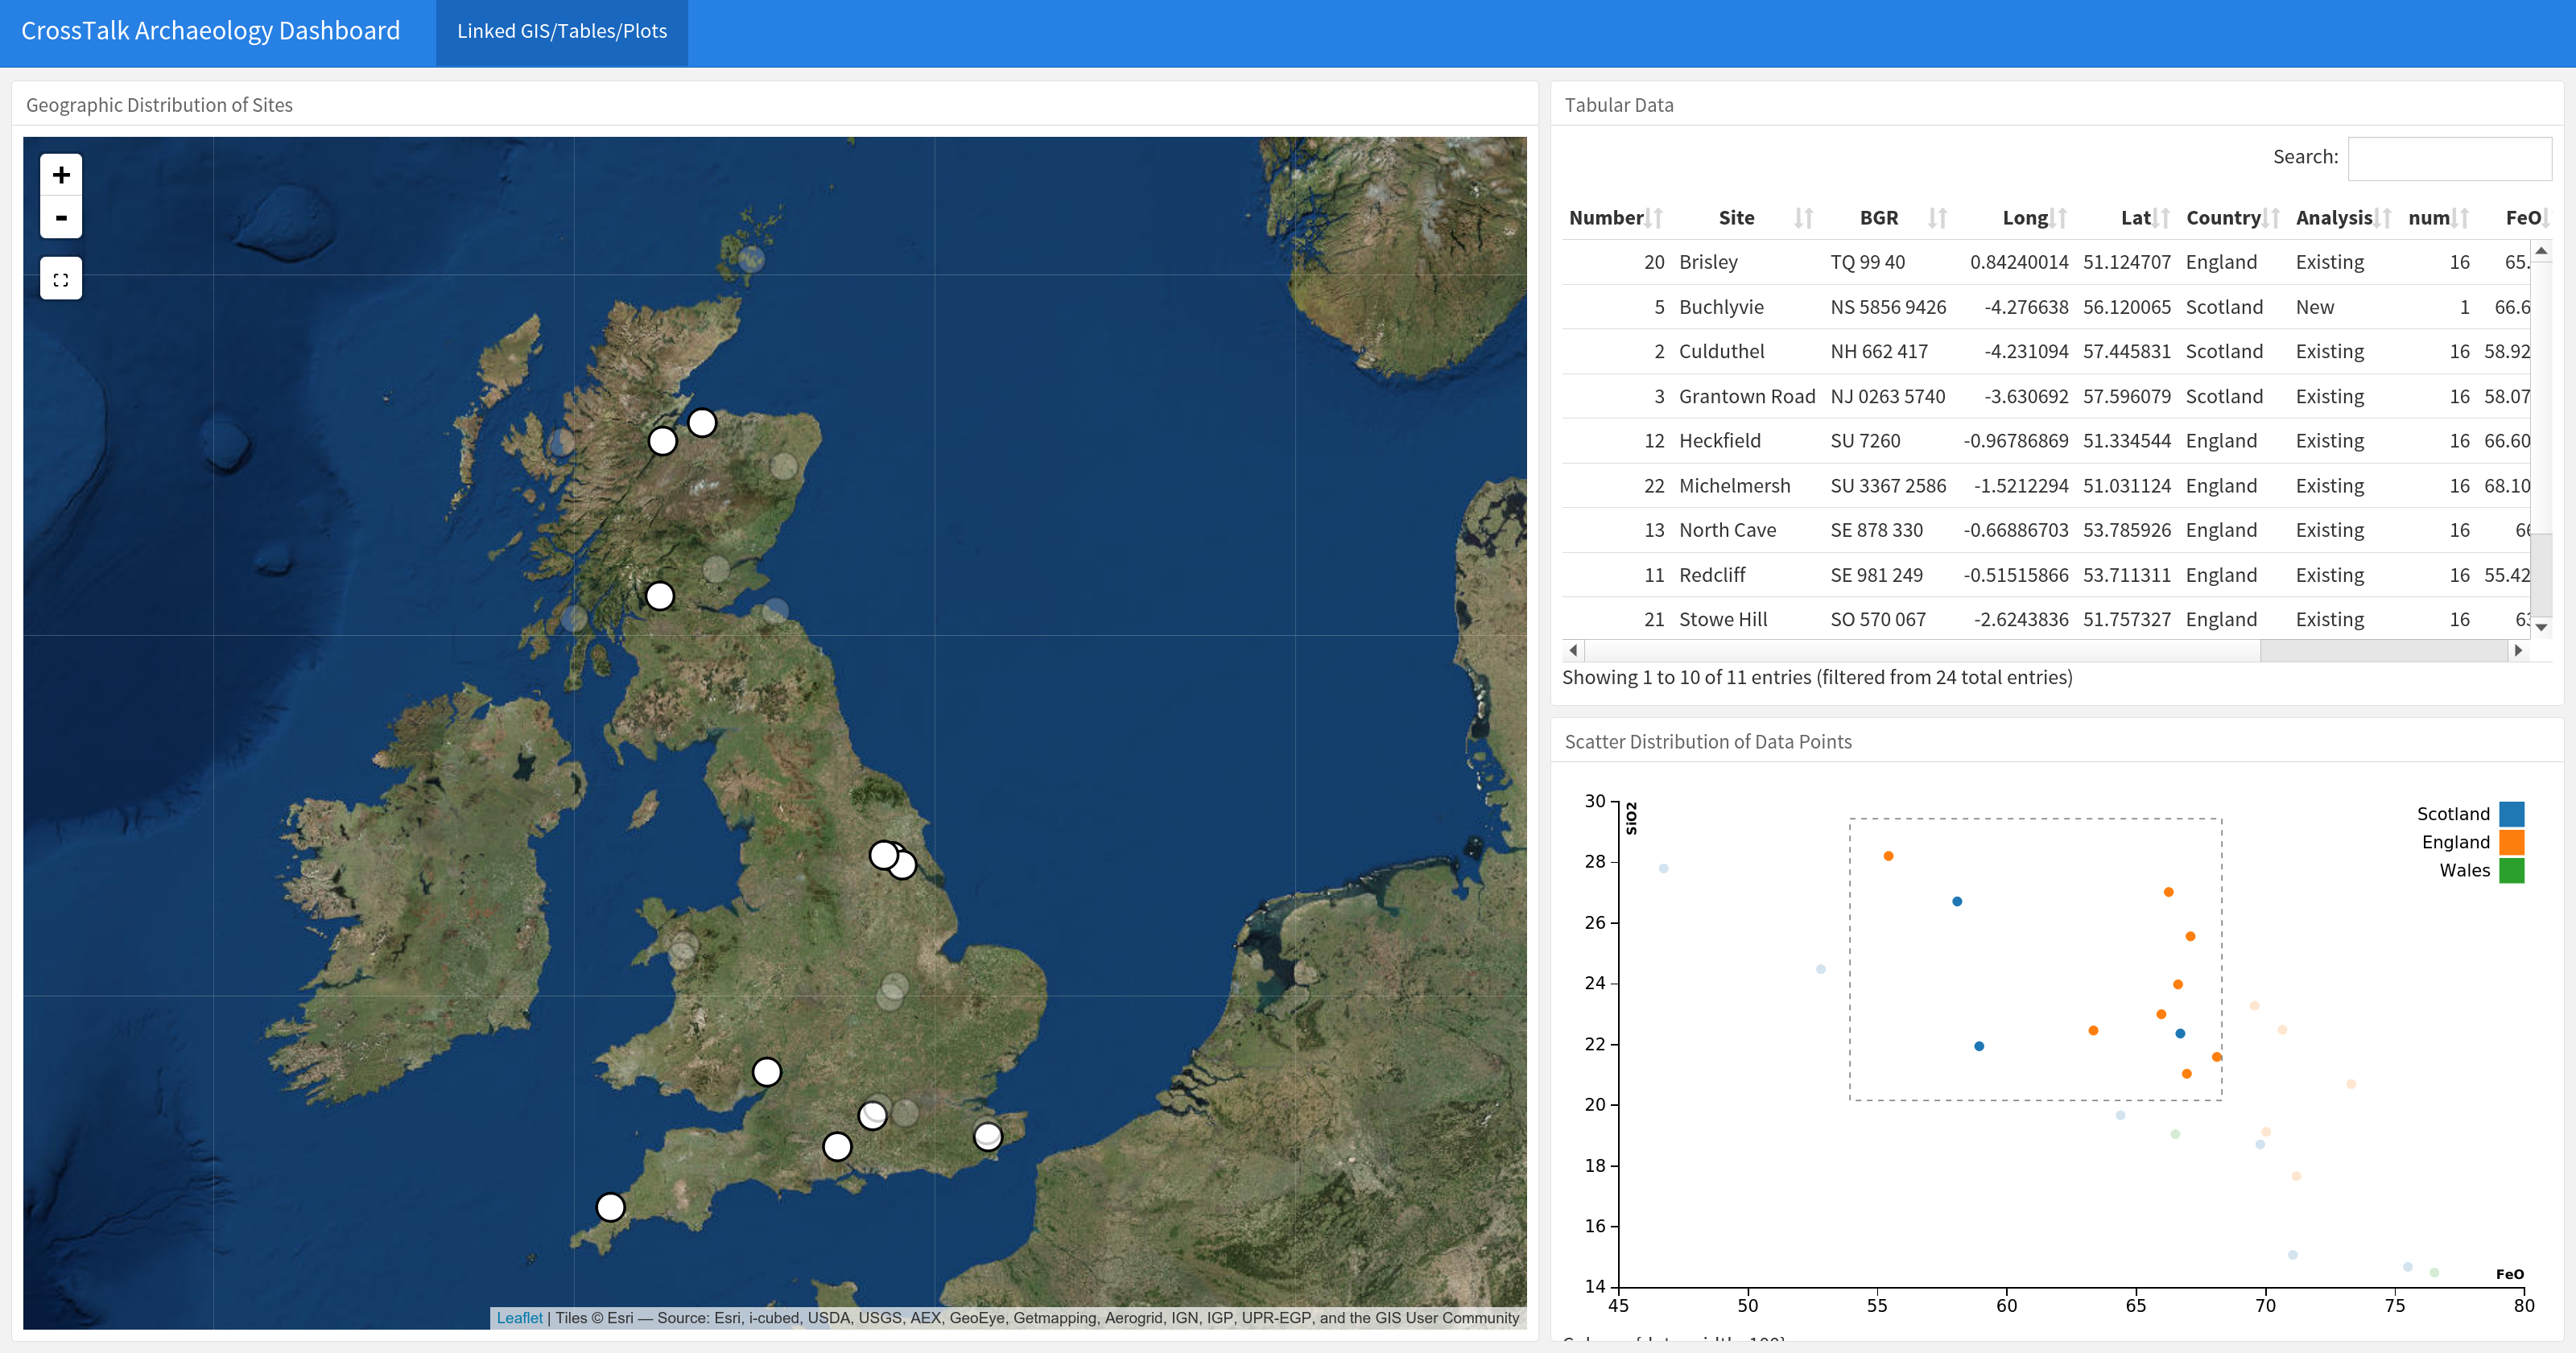 CrossTalk Archaeology Dashboard Linked GIS/Tables/Plots
Geographic Distribution of Sites
+
-
Leaflet | Tiles © Esri — Source: Esri, i-cubed, USDA, USGS, AEX, GeoEye, Getmapping, Aerogrid, IGN, IGP, UPR-EGP, and the GIS User Community
Tabular Data
Search:
Number Site BGR Long Lat Country Analysis num FeO
20 Brisley TQ 99 40 0.84240014 51.124707 England Existing 16 65.
5 Buchlyvie NS 5856 9426 -4.276638 56.120065 Scotland New 1 66.6
2 Culduthel NH 662 417 -4.231094 57.445831 Scotland Existing 16 58.92
3 Grantown Road NJ 0263 5740 -3.630692 57.596079 Scotland Existing 16 58.07
12 Heckfield SU 7260 -0.96786869 51.334544 England Existing 16 66.60
22 Michelmersh SU 3367 2586 -1.5212294 51.031124 England Existing 16 68.10
13 North Cave SE 878 330 -0.66886703 53.785926 England Existing 16 6
11 Redcliff SE 981 249 -0.51515866 53.711311 England Existing 16 55.42
21 Stowe Hill SO 570 067 -2.6243836 51.757327 England Existing 16 6
Showing 1 to 10 of 11 entries (filtered from 24 total entries)
Scatter Distribution of Data Points
SiO2
30
28
26
24
22
20
18
16
14
Scotland
England
Wales
FeO
45 50 55 60 65 70 75 80